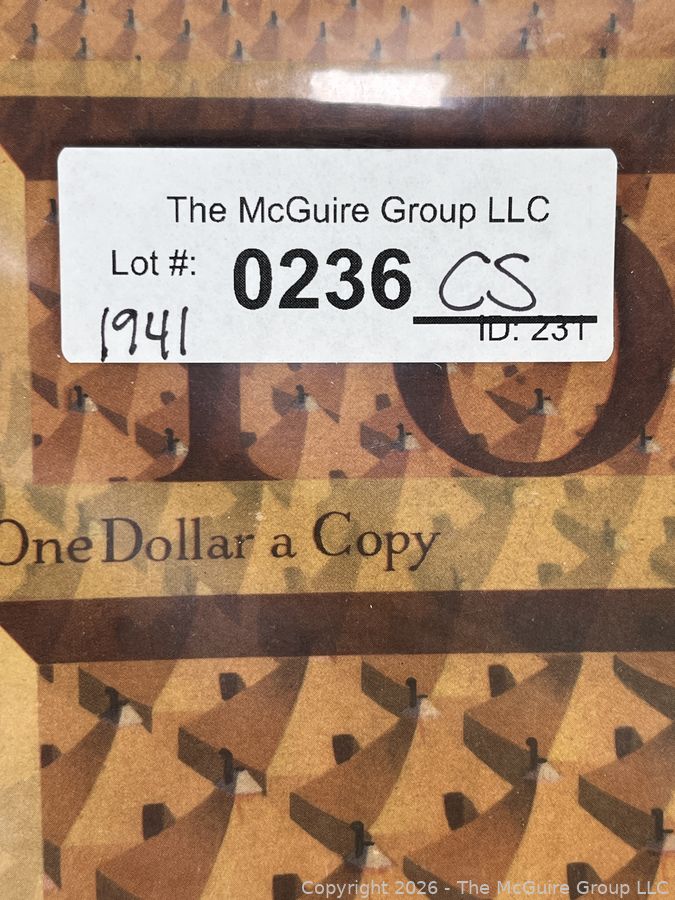 The McGuire Group LLC
Lot #: 0236 CS
ID: 231
1941
One Dollar a Copy
Copyright 2026 - The McGuire Group LLC